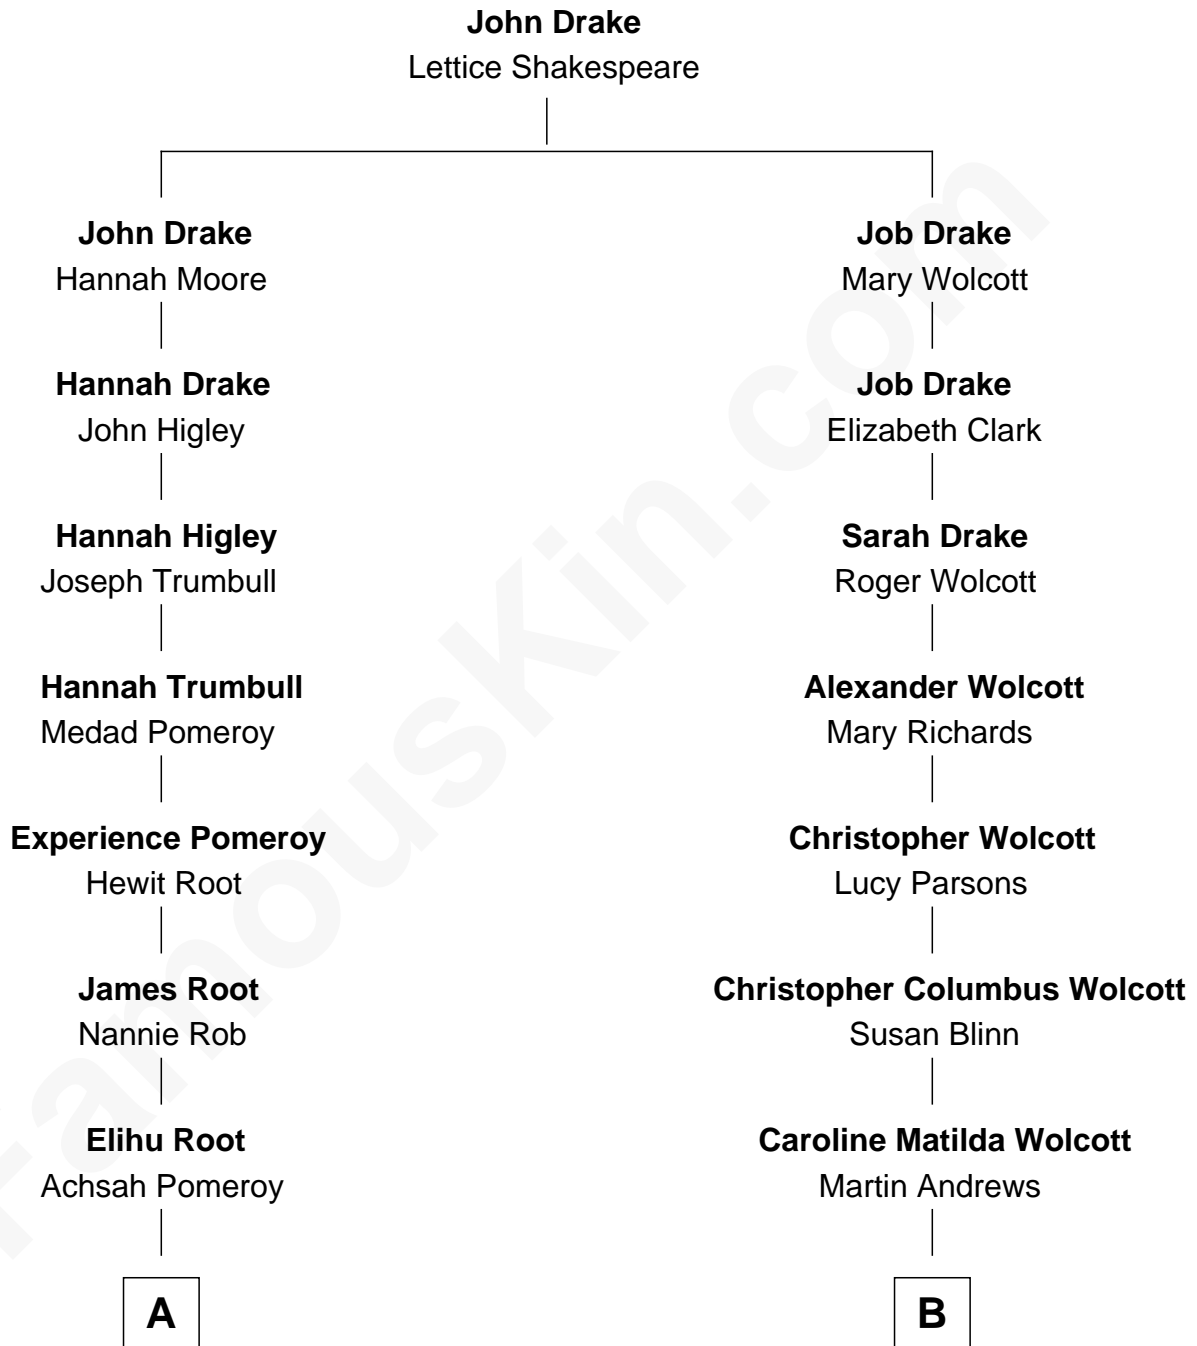 John Drake
Lettice Shakespeare
John Drake
Hannah Moore
Job Drake
Mary Wolcott
Hannah Drake
John Higley
Job Drake
Elizabeth Clark
Hannah Higley
Joseph Trumbull
Sarah Drake
Roger Wolcott
Hannah Trumbull
Medad Pomeroy
Alexander Wolcott
Mary Richards
Experience Pomeroy
Hewit Root
Christopher Wolcott
Lucy Parsons
James Root
Nannie Rob
Christopher Columbus Wolcott
Susan Blinn
Elihu Root
Achsah Pomeroy
Caroline Matilda Wolcott
Martin Andrews
A
B
FamousKin.com